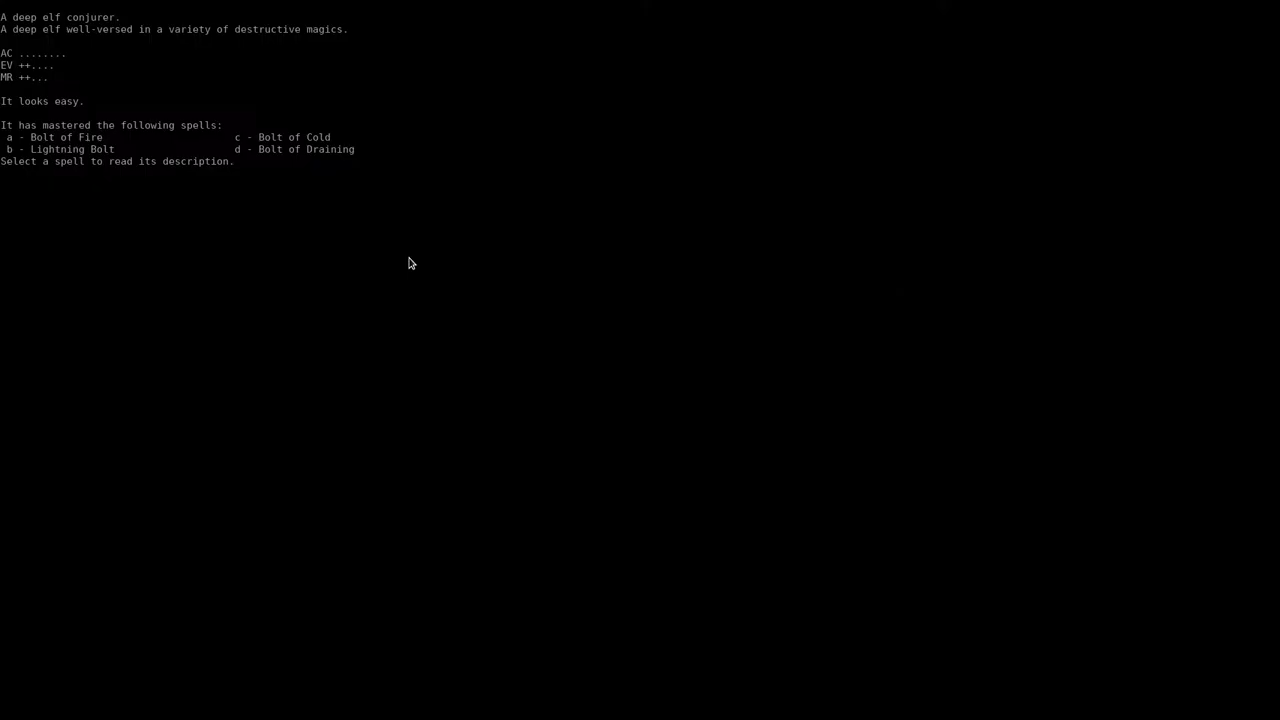 A deep elf conjurer.
A deep elf well-versed in a variety of destructive magics.
AC ........
EV ++....
MR ++...
It looks easy.
It has mastered the following spells:
a - Bolt of Fire c - Bolt of Cold
b - Lightning Bolt d - Bolt of Draining
Select a spell to read its description.